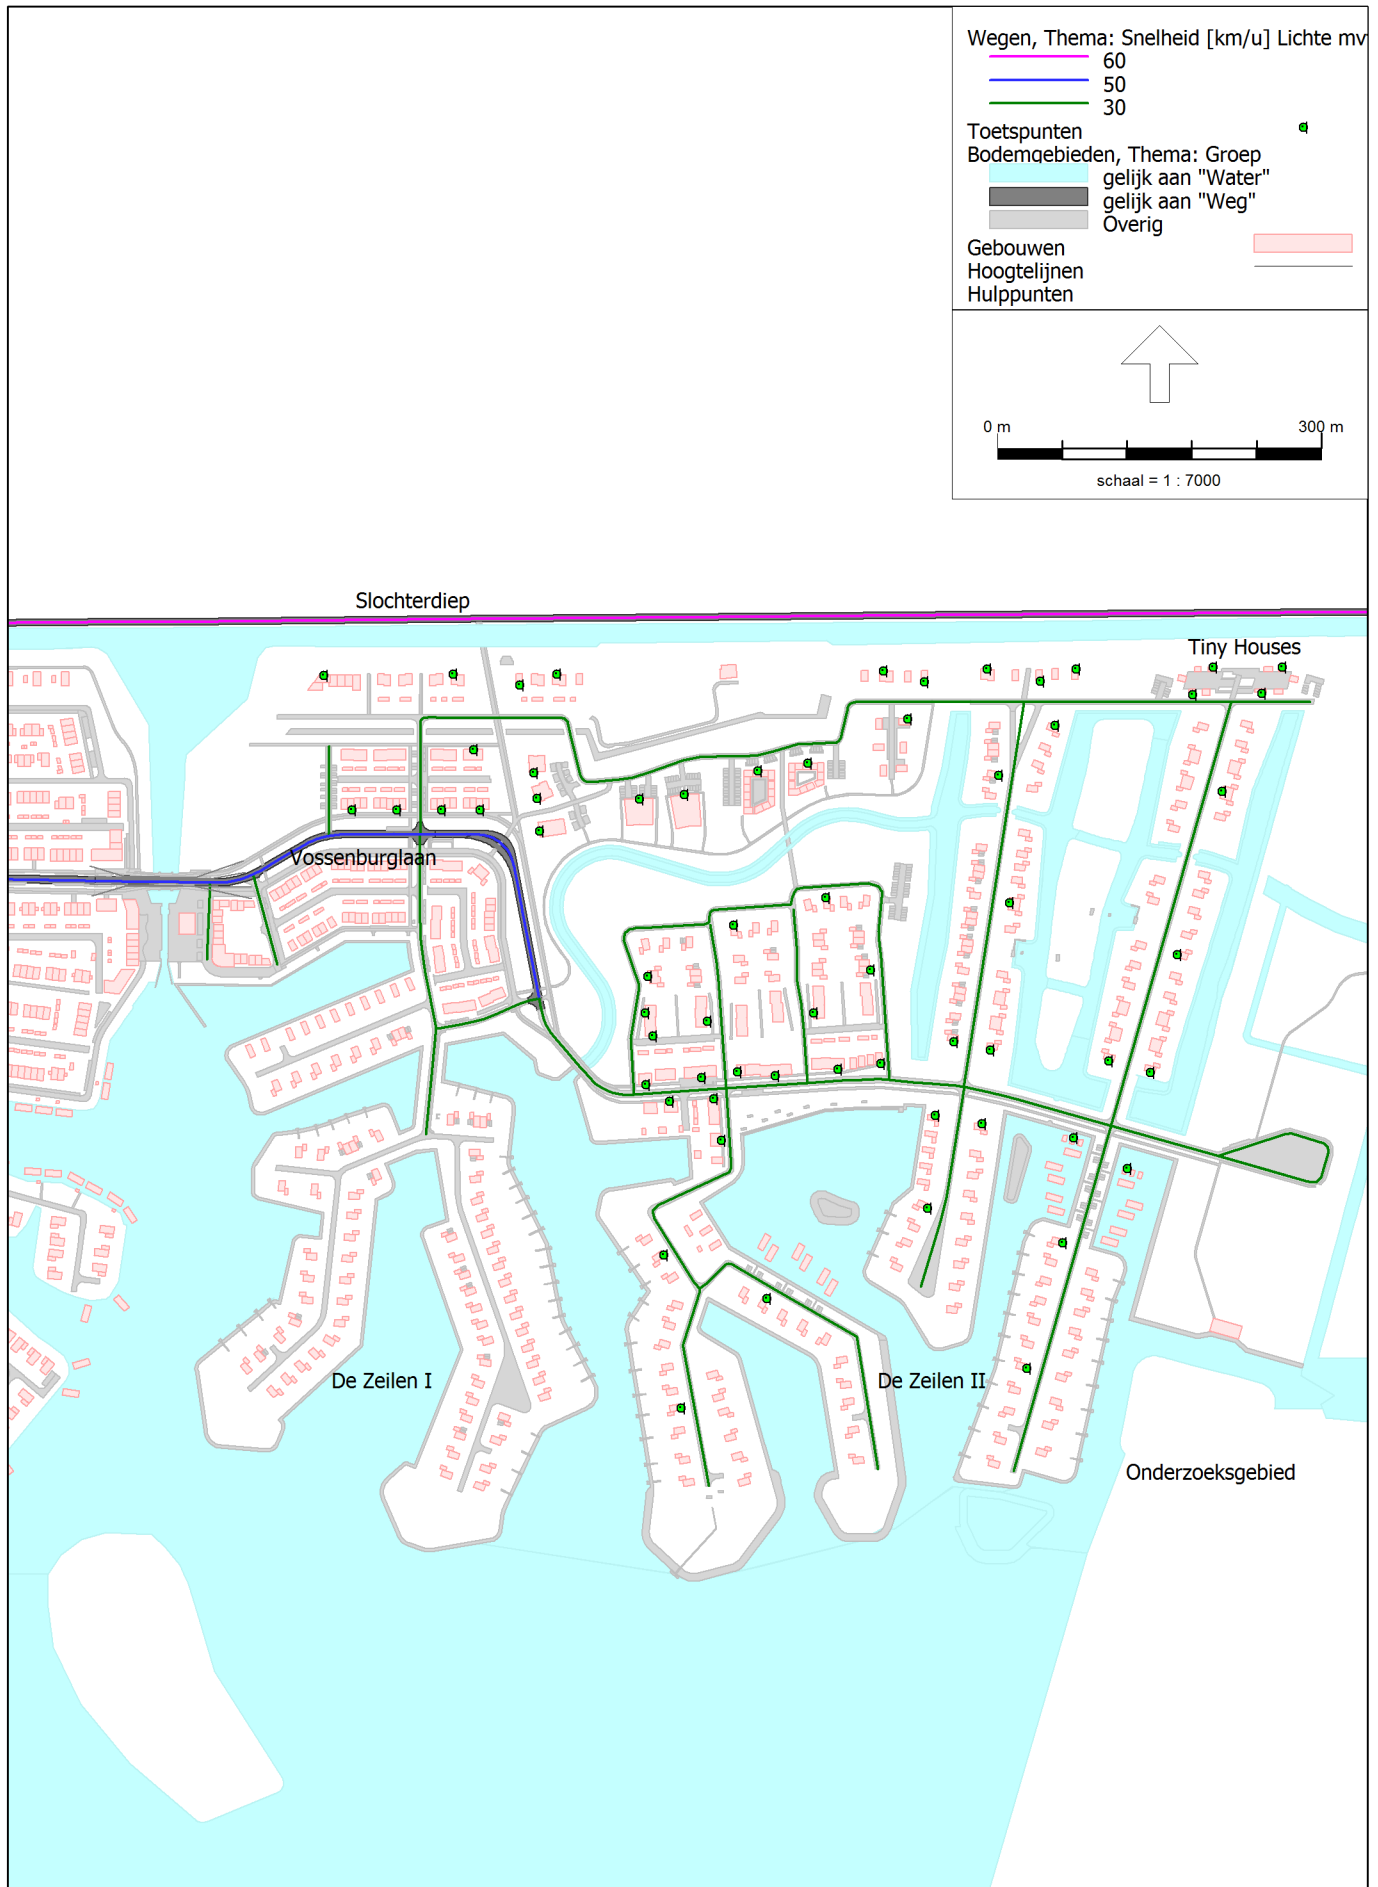 Wegen, Thema: Snelheid [km/u] Lichte mv
60
50
30
Toetspunten
Bodemgebieden, Thema: Groep
gelijk aan "Water"
gelijk aan "Weg"
Overig
Gebouwen
Hoogtelijnen
Hulppunten
0 m 300 m
schaal = 1 : 7000
Slochterdiep
Tiny Houses
Vossenburglaan
De Zeilen I
De Zeilen II
Onderzoeksgebied